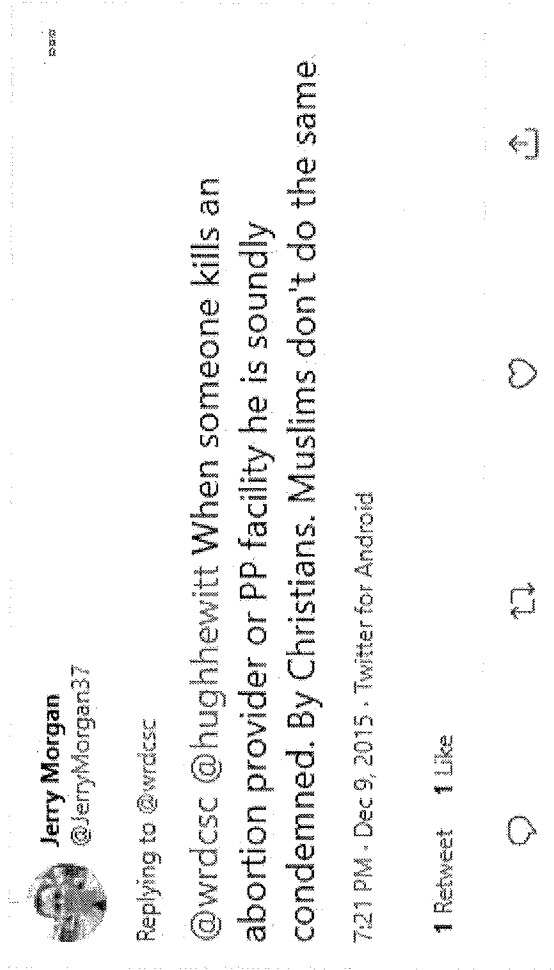 Jerry Morgan
@JerryMorgan37
Replying to @wrdcsc
@wrdcsc @hughhewitt When someone kills an
abortion provider or PP facility he is soundly
condemned. By Christians. Muslims don't do the same
7:21 PM · Dec 9, 2015 · Twitter for Android
1 Retweet 1 Like